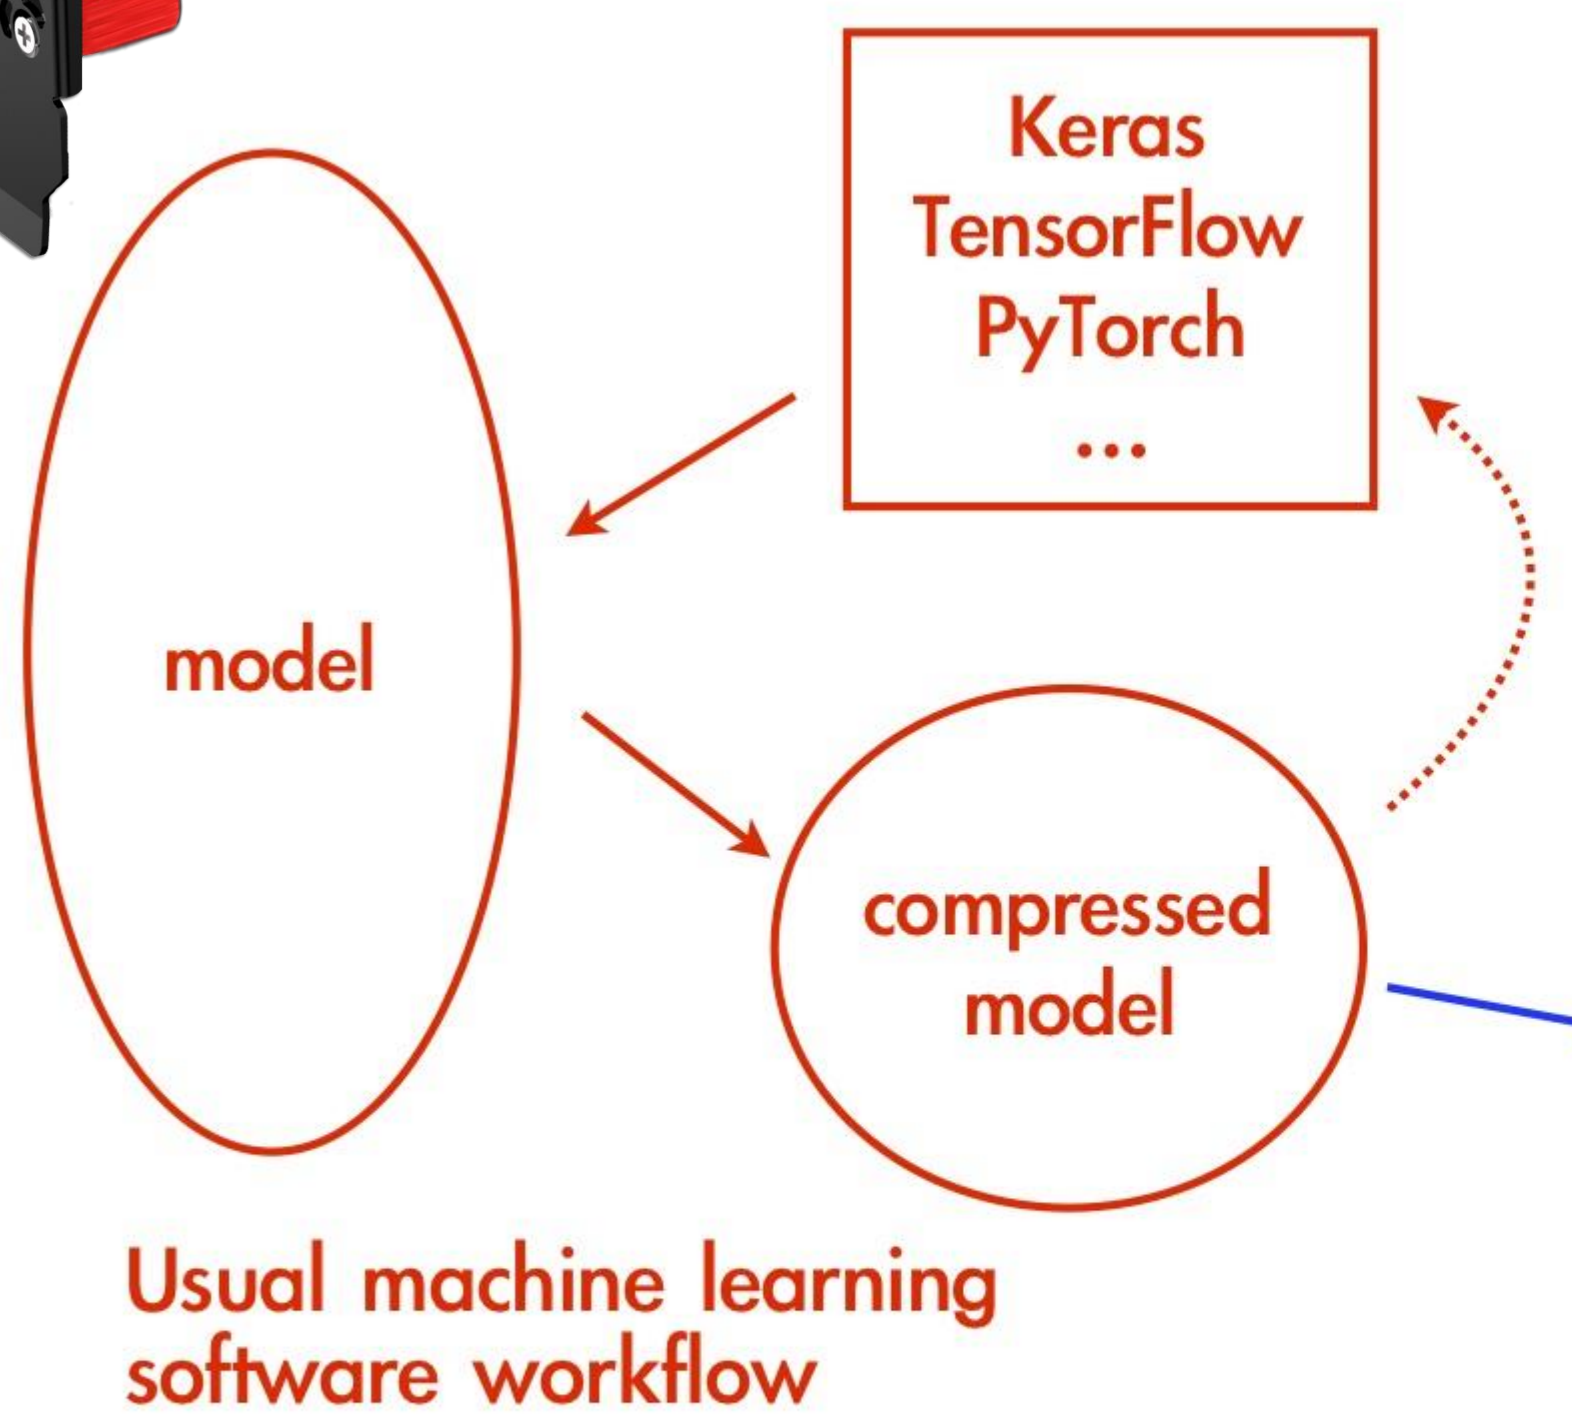 Keras
TensorFlow
PyTorch
...
model
compressed
model
Usual machine learning
software workflow